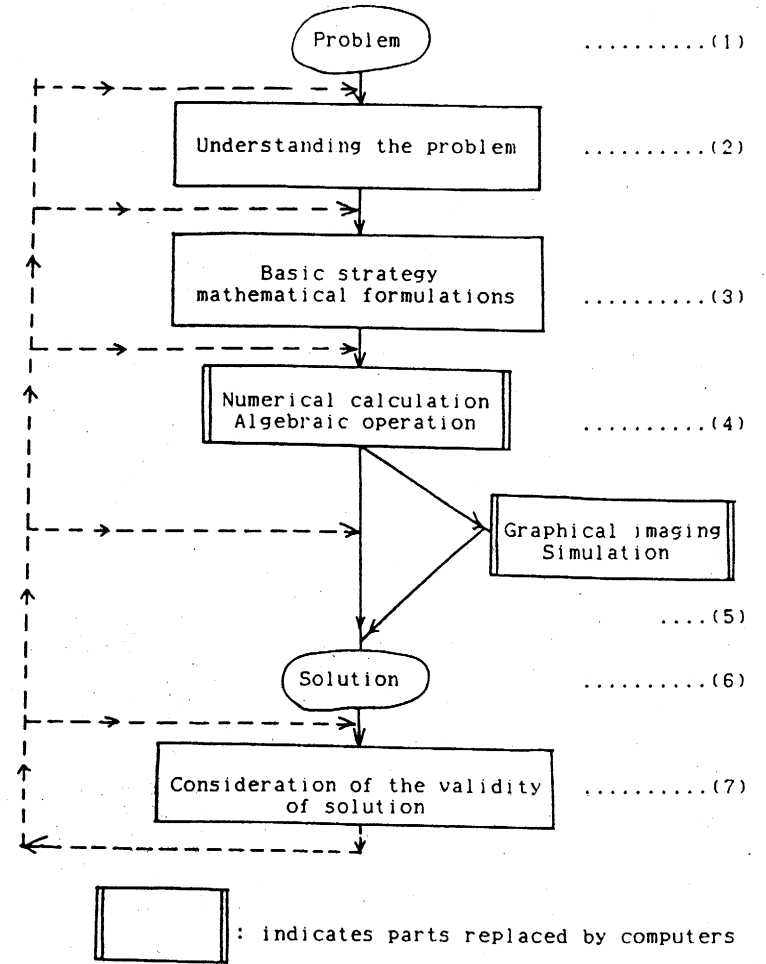 Problem ..........(1)
Understanding the problem ..........(2)
Basic strategy
mathematical formulations ..........(3)
Numerical calculation
Algebraic operation ..........(4)
Graphical imaging
Simulation
....(5)
Solution ..........(6)
Consideration of the validity ..........(7)
of solution
: indicates parts replaced by computers